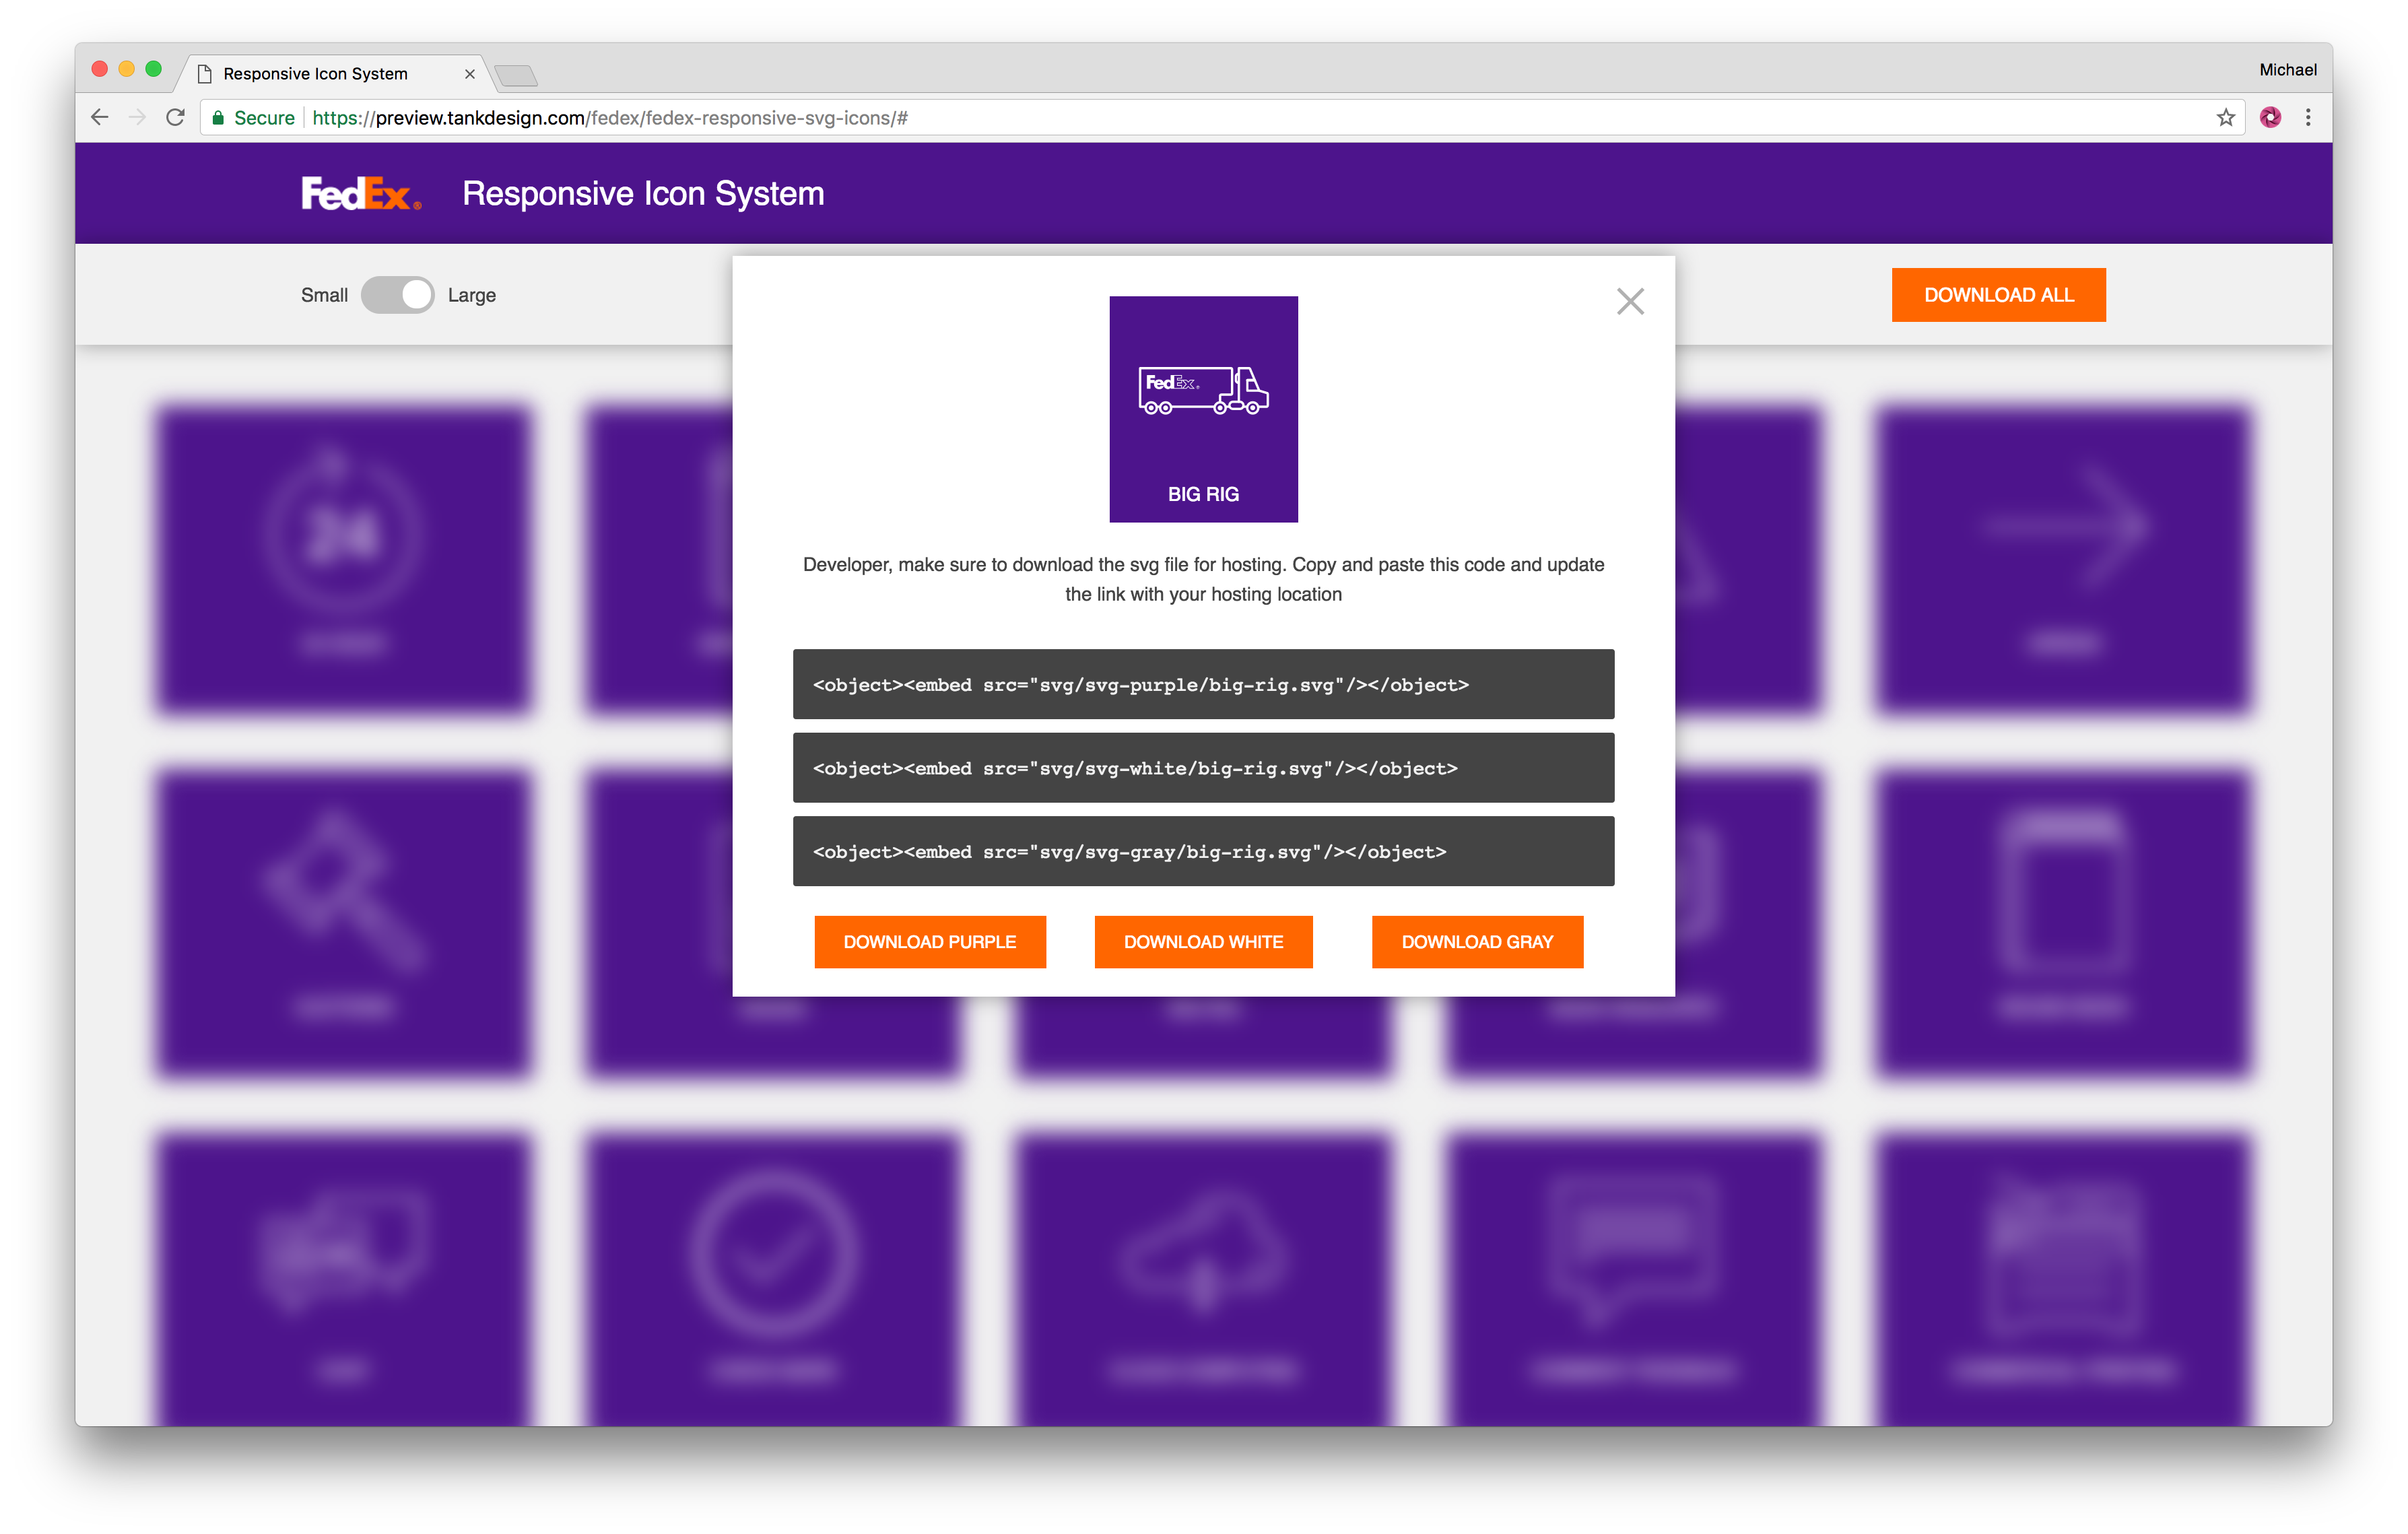 Responsive Icon System
Michael
Secure https://preview.tankdesign.com/fedex/fedex-responsive-svg-icons/#
FedEx® Responsive Icon System
Small Large
DOWNLOAD ALL
FedEx®
BIG RIG
Developer, make sure to download the svg file for hosting. Copy and paste this code and update
the link with your hosting location
<object><embed src="svg/svg-purple/big-rig.svg"/></object>
<object><embed src="svg/svg-white/big-rig.svg"/></object>
<object><embed src="svg/svg-gray/big-rig.svg"/></object>
DOWNLOAD PURPLE
DOWNLOAD WHITE
DOWNLOAD GRAY
24